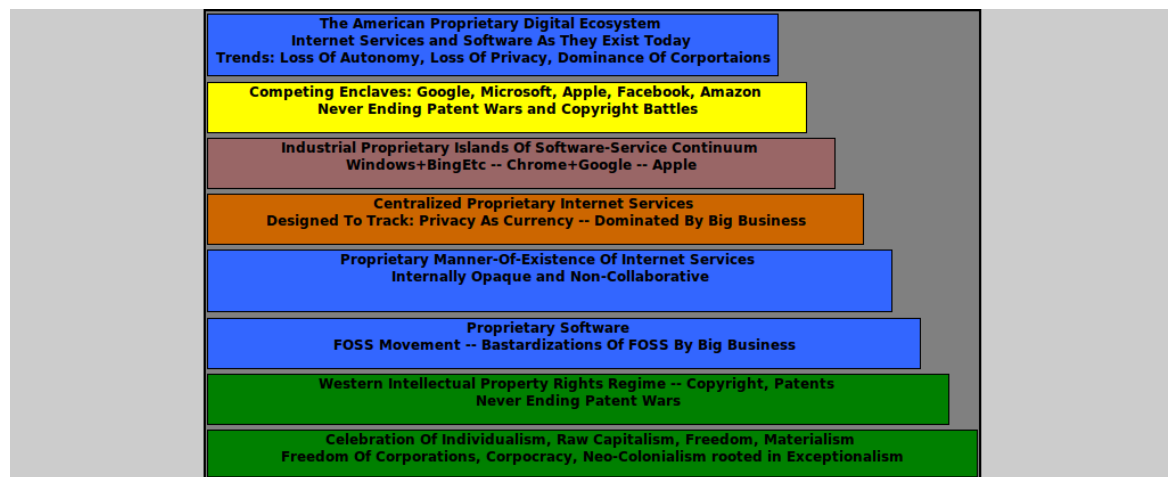 The American Proprietary Digital Ecosystem
Internet Services and Software As They Exist Today
Trends: Loss Of Autonomy, Loss Of Privacy, Dominance Of Corportaions
Competing Enclaves: Google, Microsoft, Apple, Facebook, Amazon
Never Ending Patent Wars and Copyright Battles
Industrial Proprietary Islands Of Software-Service Continuum
Windows+BingEtc -- Chrome+Google -- Apple
Centralized Proprietary Internet Services
Designed To Track: Privacy As Currency -- Dominated By Big Business
Proprietary Manner-Of-Existence Of Internet Services
Internally Opaque and Non-Collaborative
Proprietary Software
FOSS Movement -- Bastardizations Of FOSS By Big Business
Western Intellectual Property Rights Regime -- Copyright, Patents
Never Ending Patent Wars
Celebration Of Individualism, Raw Capitalism, Freedom, Materialism
Freedom Of Corporations, Corpocracy, Neo-Colonialism rooted in Exceptionalism